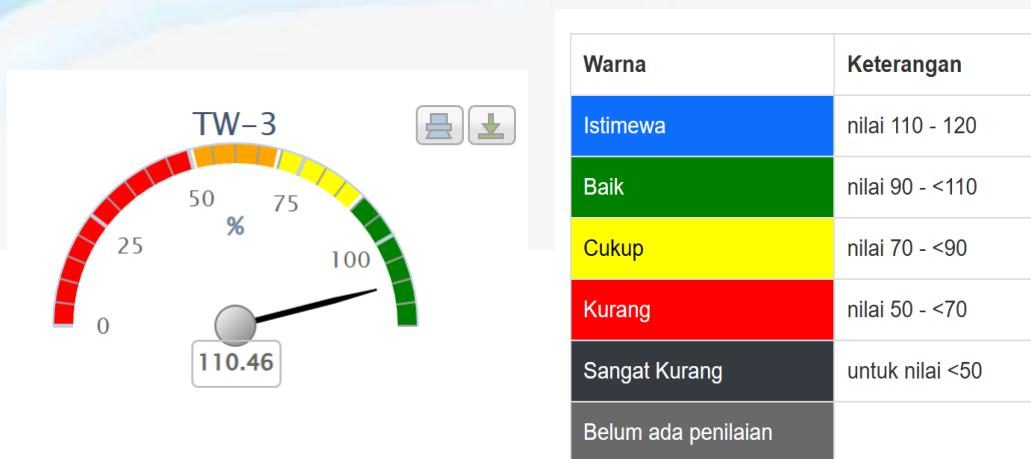 TW-3
50
75
%
25
100
0
110.46
Warna Keterangan
Istimewa nilai 110 - 120
Baik nilai 90 - <110
Cukup nilai 70 - <90
Kurang nilai 50 - <70
Sangat Kurang untuk nilai <50
Belum ada penilaian